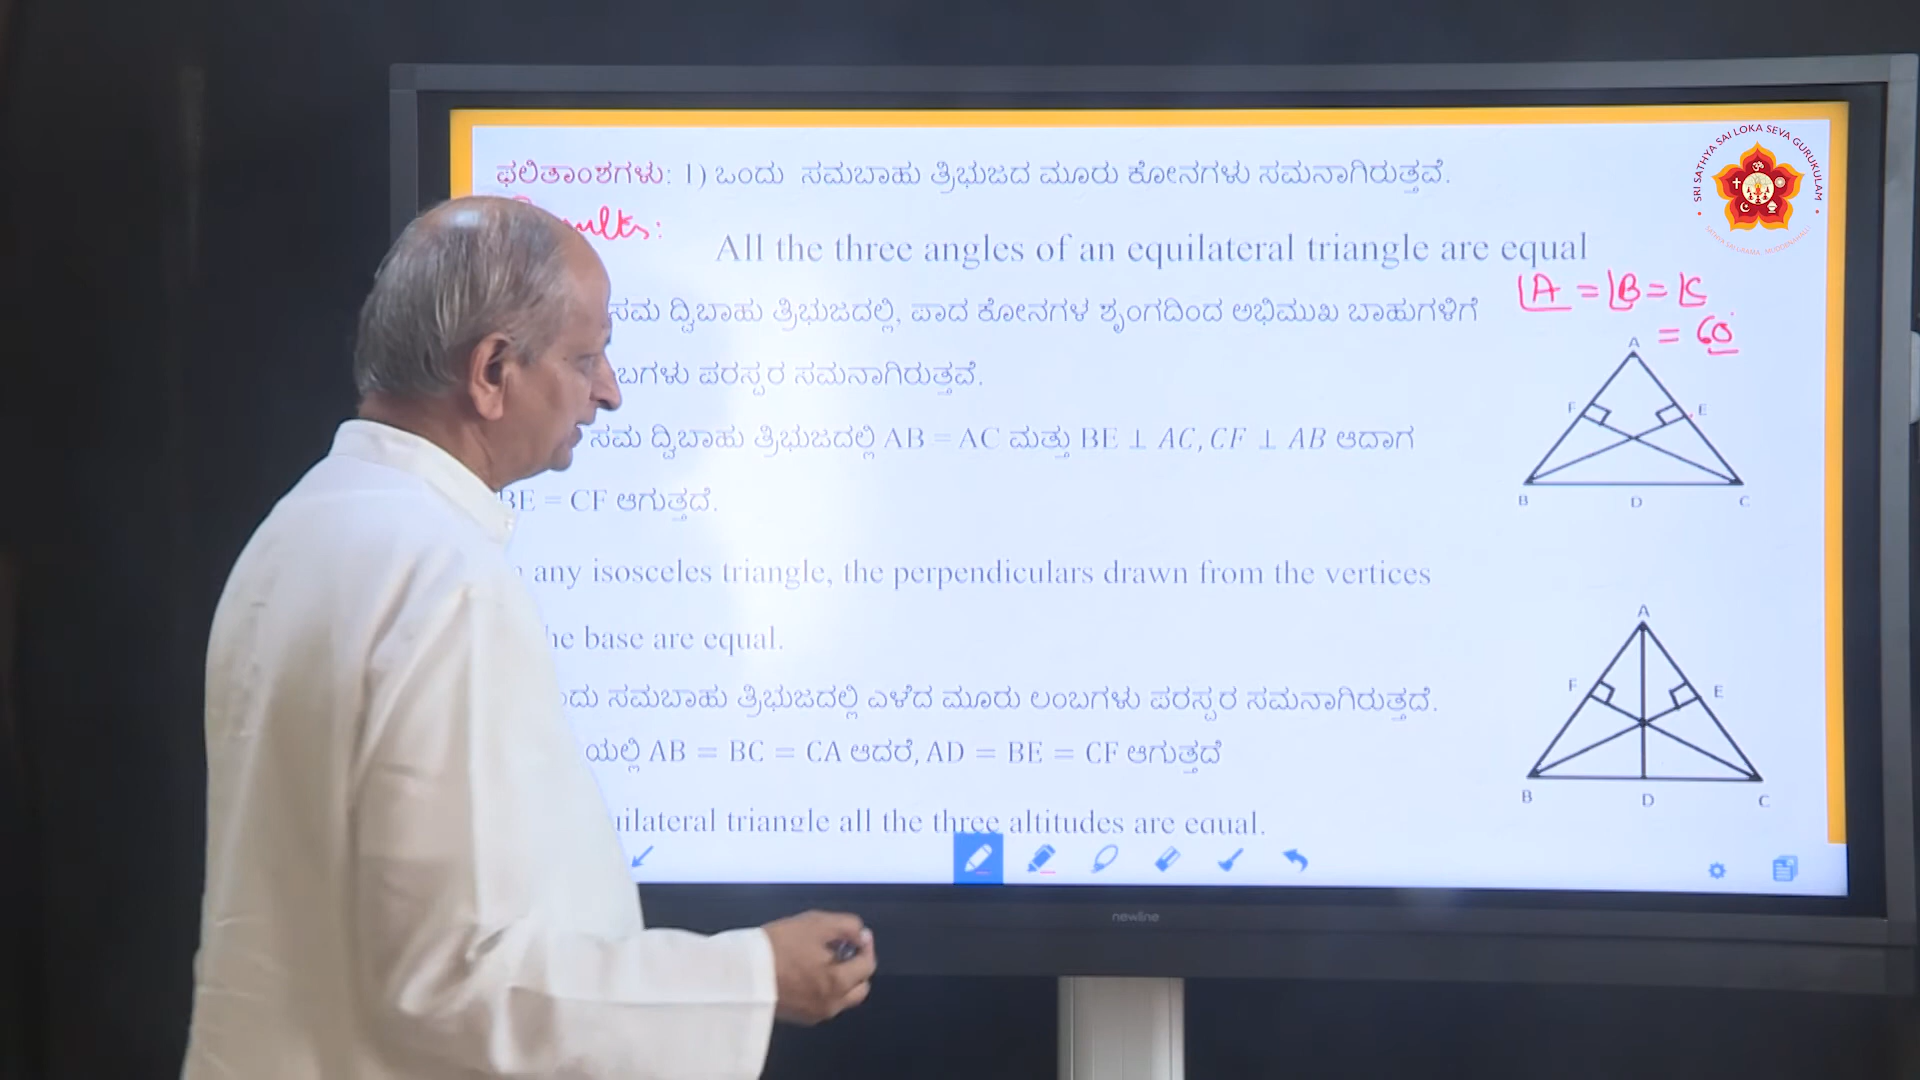 ಫಲಿತಾಂಶಗಳು: 1) ಒಂದು ಸಮಬಾಹು ತ್ರಿಭುಜದ ಮೂರು ಕೋನಗಳು ಸಮನಾಗಿರುತ್ತವೆ.
All the three angles of an equilateral triangle are equal
∠A = ∠B = ∠C
= 60°
ಸಮ ದ್ವಿಬಾಹು ತ್ರಿಭುಜದಲ್ಲಿ, ಪಾದ ಕೋನಗಳ ಶೃಂಗದಿಂದ ಅಭಿಮುಖ ಬಾಹುಗಳಿಗೆ
ಪರಸ್ಪರ ಸಮನಾಗಿರುತ್ತವೆ.
ಸಮ ದ್ವಿಬಾಹು ತ್ರಿಭುಜದಲ್ಲಿ AB = AC ಮತ್ತು BE ⊥ AC, CF ⊥ AB ಆದಾಗ
BE = CF ಆಗುತ್ತದೆ.
A
F E
B D C
any isosceles triangle, the perpendiculars drawn from the vertices
base are equal.
ಸಮಬಾಹು ತ್ರಿಭುಜದಲ್ಲಿ ಎಳೆದ ಮೂರು ಲಂಬಗಳು ಪರಸ್ಪರ ಸಮನಾಗಿರುತ್ತದೆ.
AB = BC = CA ಆದರೆ, AD = BE = CF ಆಗುತ್ತದೆ
triangle all the three altitudes are equal.
A
F E
B D C
SRI SATHYA SAI LOKA SEVA GURUKULAM
SATHYA SAI GRAMA, MUDDENAHALLI
newline